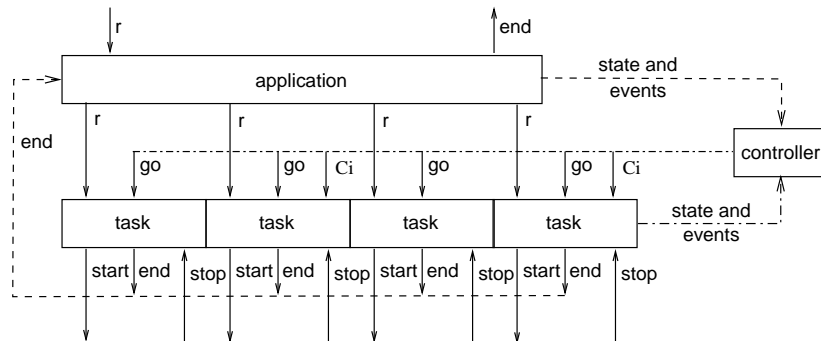 r end
application
state and
events
end
r r r r
controller
go go Ci go go Ci
task task task task
state and
events
start end stop start end stop start end stop start end stop